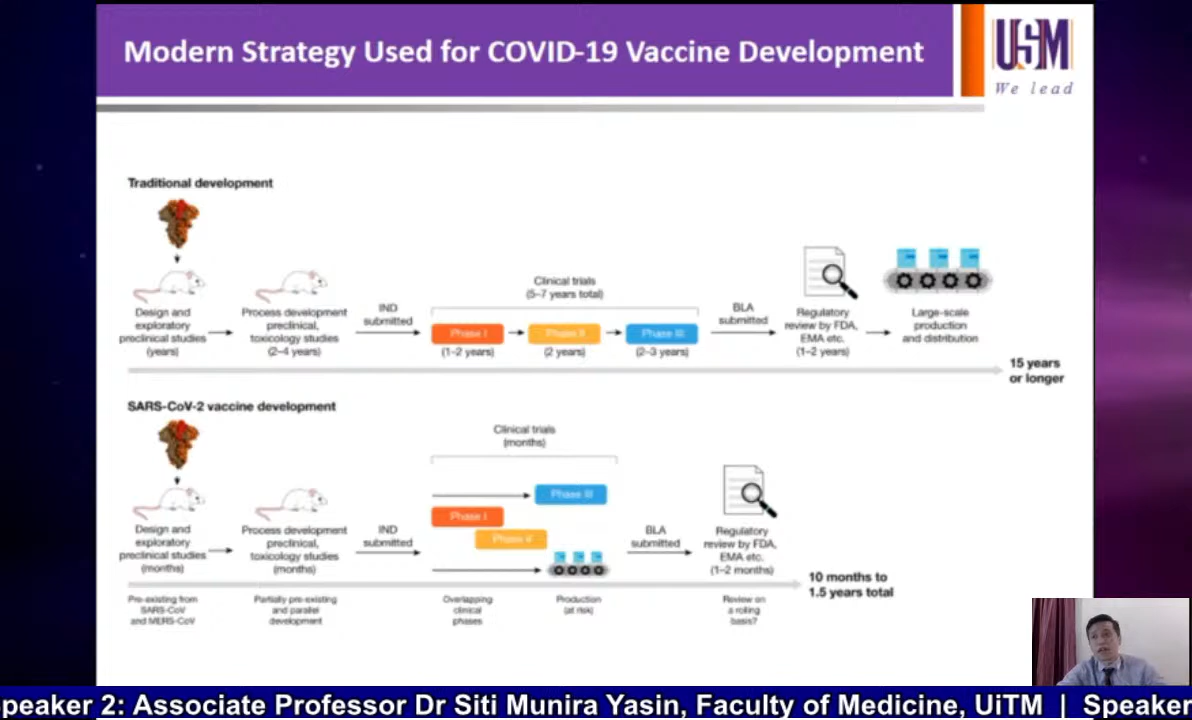 Modern Strategy Used for COVID-19 Vaccine Development
USM
We lead
Traditional development
Design and
exploratory
preclinical studies
(years)
Process development
preclinical,
toxicology studies
(2–4 years)
IND
submitted
Clinical trials
(5–7 years total)
Phase I
(1–2 years)
Phase II
(2 years)
Phase III
(2–3 years)
BLA
submitted
Regulatory
review by FDA,
EMA etc.
(1–2 years)
Large-scale
production
and distribution
15 years
or longer
SARS-CoV-2 vaccine development
Design and
exploratory
preclinical studies
(months)
Process development
preclinical,
toxicology studies
(months)
IND
submitted
Clinical trials
(months)
Phase III
Phase I
Phase II
BLA
submitted
Regulatory
review by FDA,
EMA etc.
(1–2 months)
10 months to
1.5 years total
Pre-existing from
SARS-CoV
and MERS-CoV
Partially pre-existing
and parallel
development
Overlapping
clinical
phases
Production
(at risk)
Review on
a rolling
basis?
peaker 2: Associate Professor Dr Siti Munira Yasin, Faculty of Medicine, UiTM | Speaker